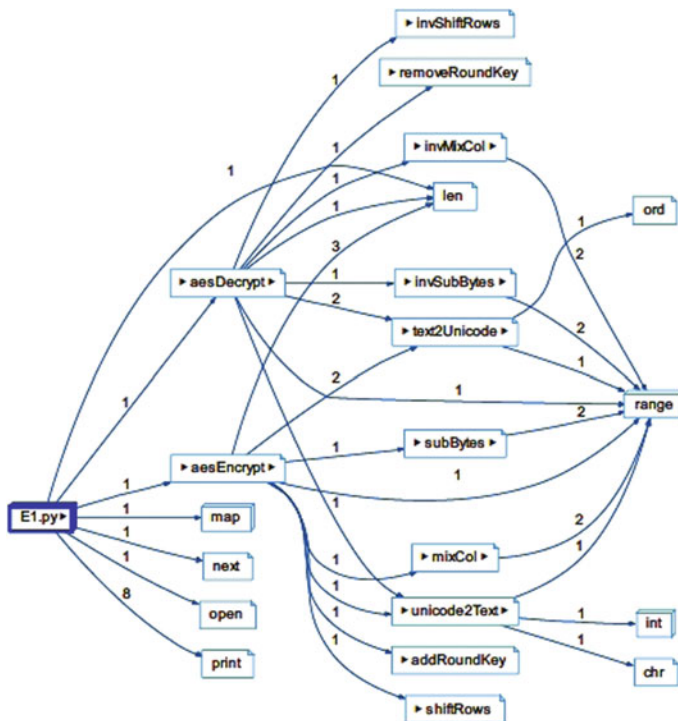 ▶ invShiftRows
1
▶ removeRoundKey
1
▶ invMixCol ▶
1
1
len
1
ord
1
3
2
▶ aesDecrypt ▶
1
▶ invSubBytes ▶
2
▶ text2Unicode ▶
2
1
2
1
range
1
▶ subBytes ▶
2
▶ aesEncrypt ▶
1
1
1
E1.py ▶
1
map
1
1
next
▶ mixCol ▶
2
1
1
1
open
▶ unicode2Text ▶
1
int
1
8
1
▶ addRoundKey
1
chr
print
1
▶ shiftRows